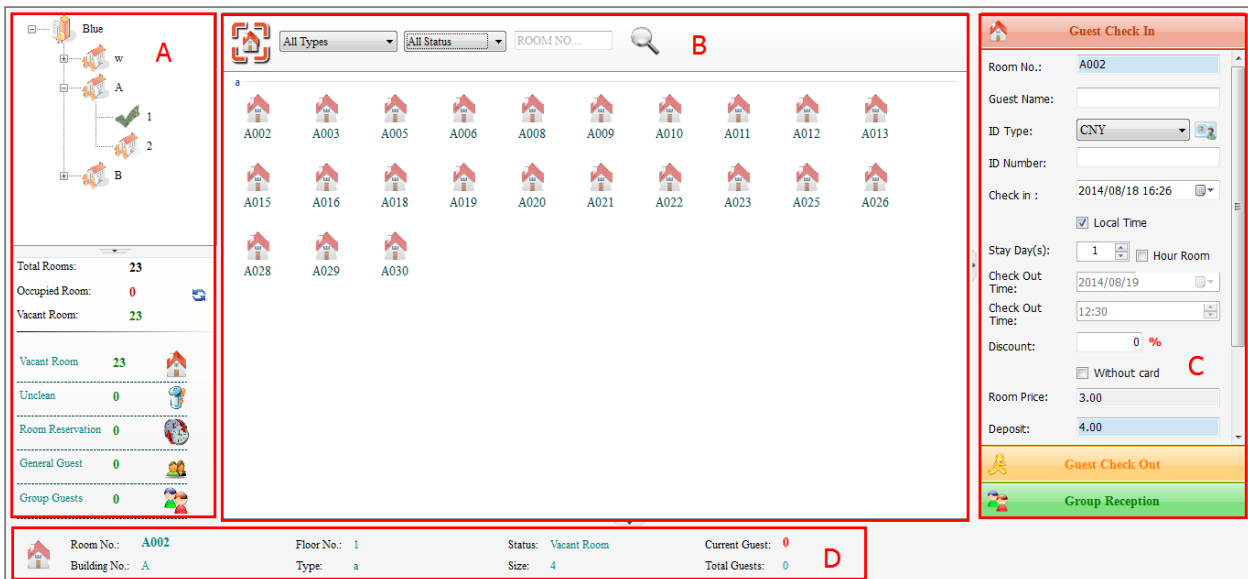 Blue
w
A
1
2
B
A
Total Rooms: 23
Occupied Room: 0
Vacant Room: 23
Vacant Room 23
Unclean 0
Room Reservation 0
General Guest 0
Group Guests 0
All Types All Status ROOM NO.... B
a
A002 A003 A005 A006 A008 A009 A010 A011 A012 A013
A015 A016 A018 A019 A020 A021 A022 A023 A025 A026
A028 A029 A030
Guest Check In
Room No.: A002
Guest Name:
ID Type: CNY
ID Number:
Check in : 2014/08/18 16:26
Local Time
Stay Day(s): 1 Hour Room
Check Out
Time: 2014/08/19
Check Out
Time: 12:30
Discount: 0 %
Without card
C
Room Price: 3.00
Deposit: 4.00
Guest Check Out
Group Reception
Room No.: A002 Floor No.: 1 Status: Vacant Room Current Guest: 0
Building No.: A Type: a Size: 4 Total Guests: 0
D